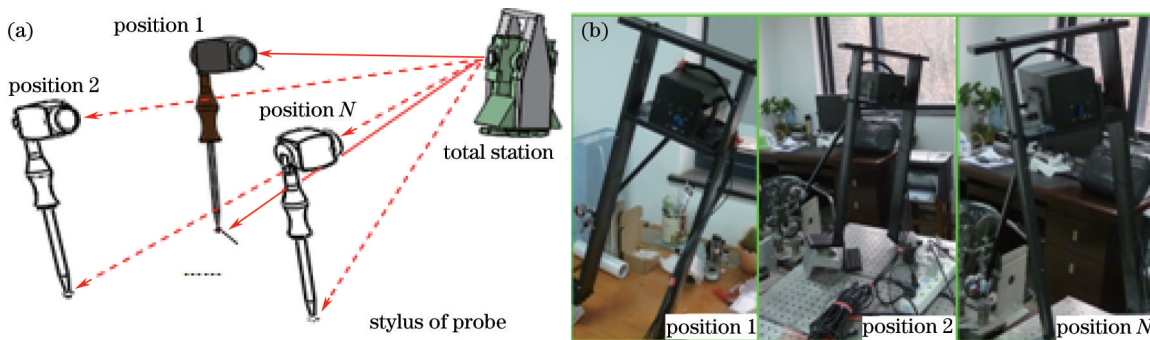 (a)
position 1
position 2
position N
total station
......
stylus of probe
(b)
position 1
position 2
position N